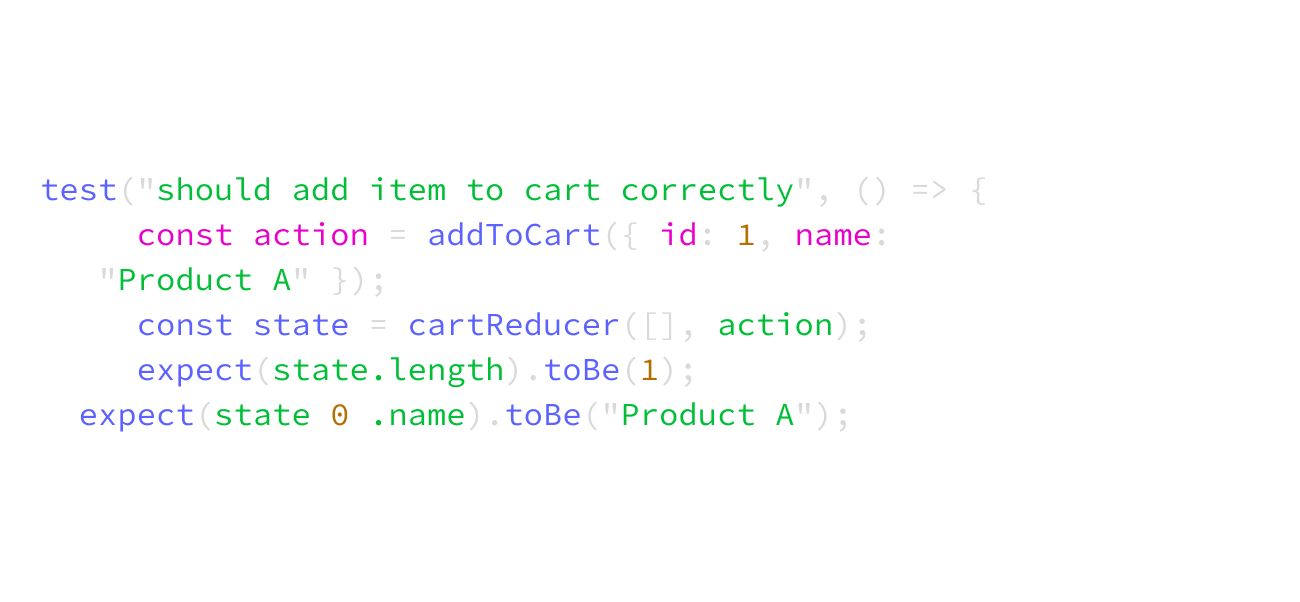 test("should add item to cart correctly", () => {
const action = addToCart({ id: 1, name:
"Product A" });
const state = cartReducer([], action);
expect(state.length).toBe(1);
expect(state 0 .name).toBe("Product A");